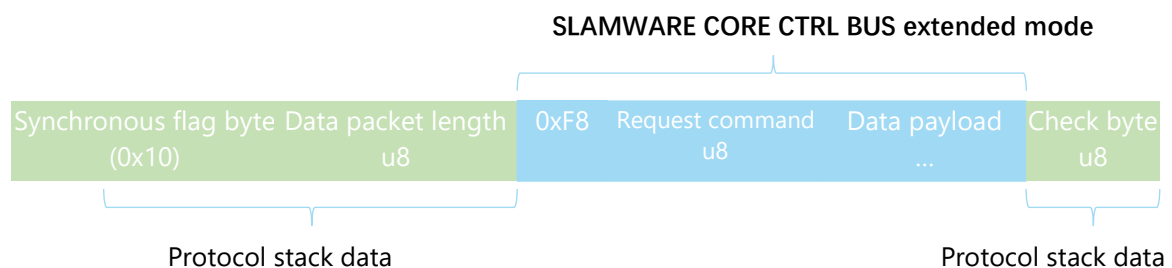 SLAMWARE CORE CTRL BUS extended mode
Synchronous flag byte Data packet length 0xF8 Request command Data payload Check byte
(0x10) u8 u8 ... u8
Protocol stack data Protocol stack data